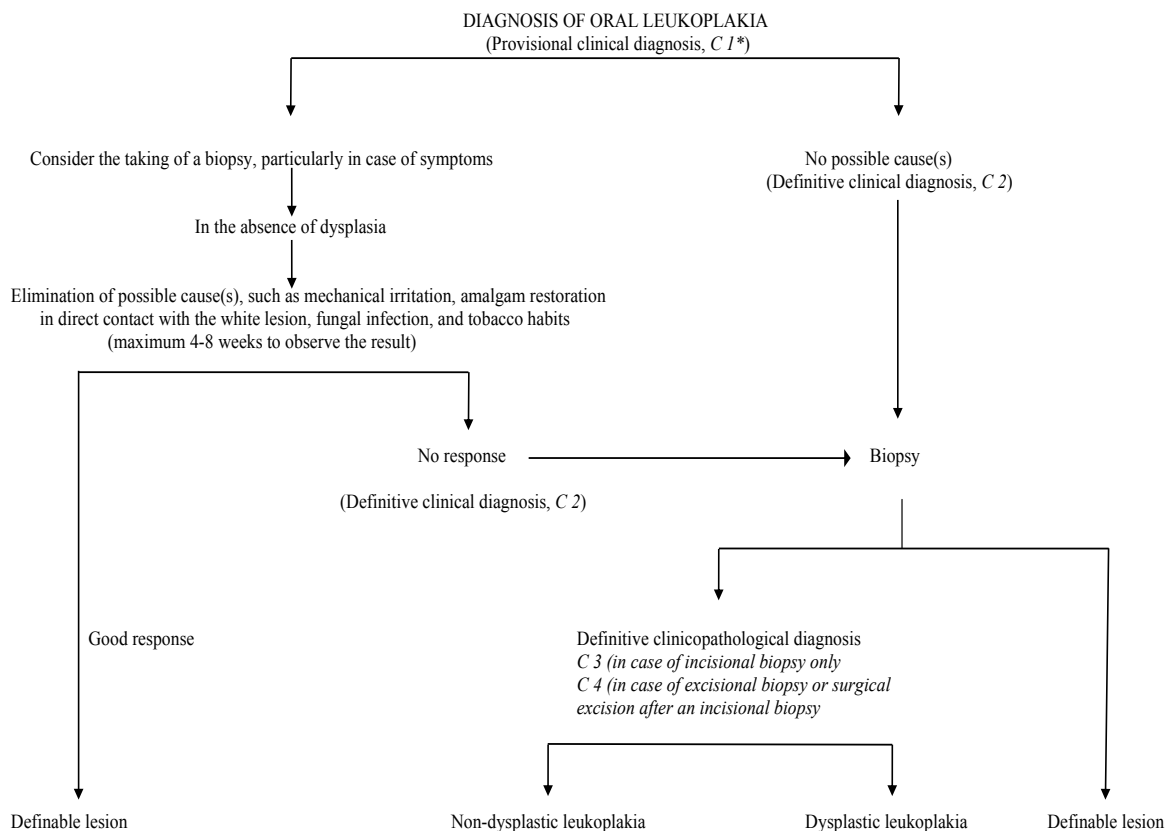 DIAGNOSIS OF ORAL LEUKOPLAKIA
(Provisional clinical diagnosis, C 1*)
Consider the taking of a biopsy, particularly in case of symptoms
No possible cause(s)
(Definitive clinical diagnosis, C 2)
In the absence of dysplasia
Elimination of possible cause(s), such as mechanical irritation, amalgam restoration
in direct contact with the white lesion, fungal infection, and tobacco habits
(maximum 4-8 weeks to observe the result)
No response
Biopsy
(Definitive clinical diagnosis, C 2)
Good response
Definitive clinicopathological diagnosis
C 3 (in case of incisional biopsy only
C 4 (in case of excisional biopsy or surgical
excision after an incisional biopsy
Definable lesion
Non-dysplastic leukoplakia
Dysplastic leukoplakia
Definable lesion